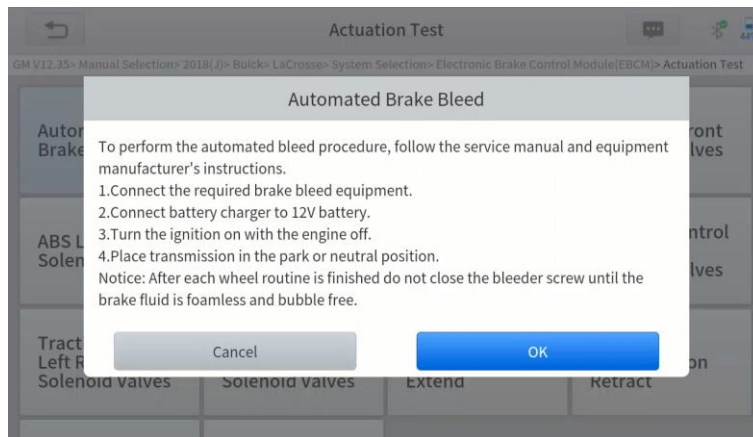 Actuation Test
GM V12.35> Manual Selection> 2018(J)> Buick> LaCrosse> System Selection> Electronic Brake Control Module(EBCM)> Actuation Test
Automated Brake Bleed
To perform the automated bleed procedure, follow the service manual and equipment
manufacturer's instructions.
1.Connect the required brake bleed equipment.
2.Connect battery charger to 12V battery.
3.Turn the ignition on with the engine off.
4.Place transmission in the park or neutral position.
Notice: After each wheel routine is finished do not close the bleeder screw until the
brake fluid is foamless and bubble free.
Cancel
OK
Solenoid Valves
Solenoid Valves
Extend
Retract